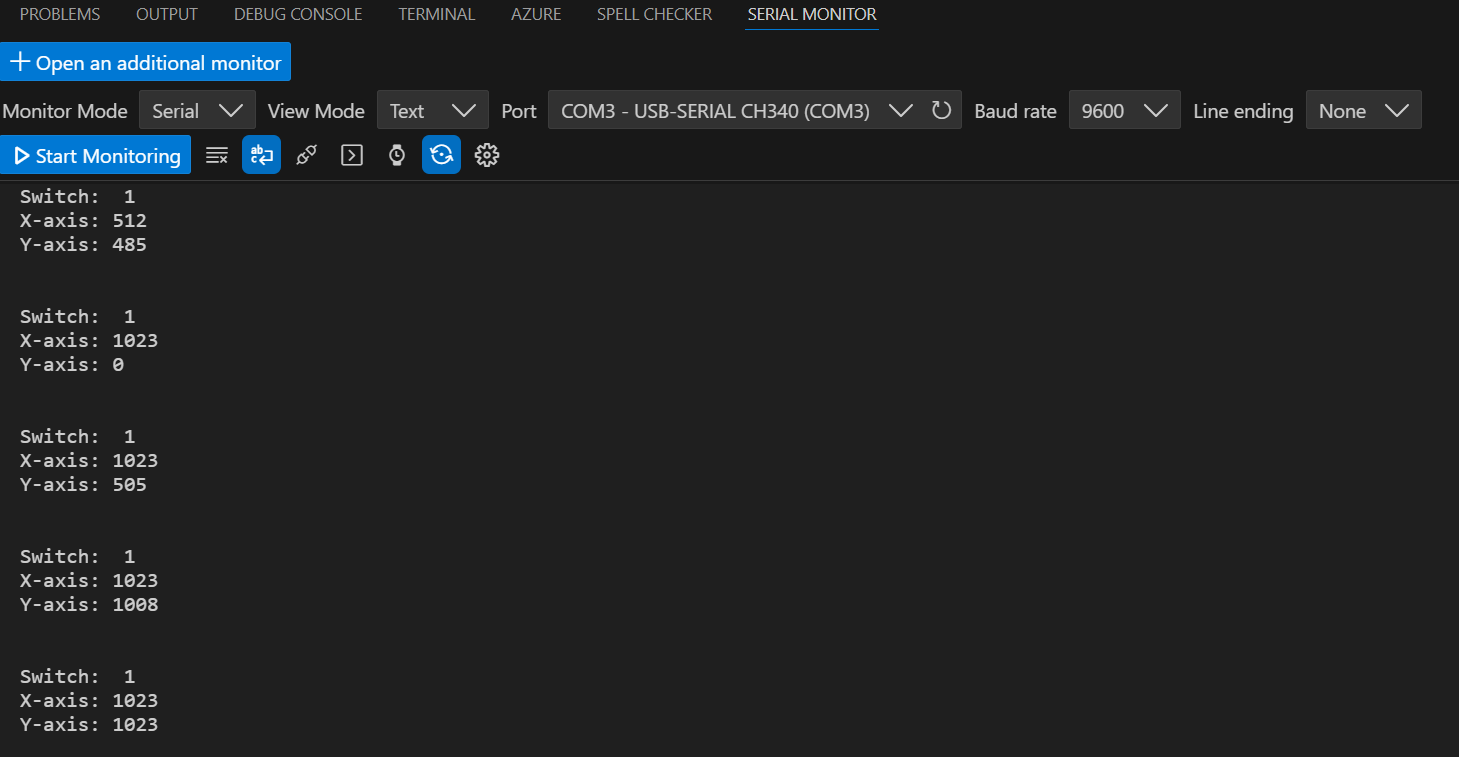 PROBLEMS OUTPUT DEBUG CONSOLE TERMINAL AZURE SPELL CHECKER SERIAL MONITOR
Open an additional monitor
Monitor Mode Serial View Mode Text Port COM3 - USB-SERIAL CH340 (COM3) Baud rate 9600 Line ending None
Start Monitoring
Switch:  1
X-axis: 512
Y-axis: 485
Switch:  1
X-axis: 1023
Y-axis: 0
Switch:  1
X-axis: 1023
Y-axis: 505
Switch:  1
X-axis: 1023
Y-axis: 1008
Switch:  1
X-axis: 1023
Y-axis: 1023